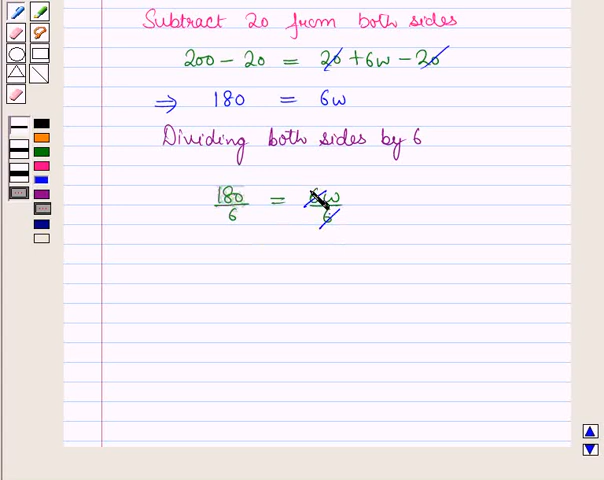 Subtract 20 from both sides
200 - 20 = 20 + 6w - 20
⇒ 180 = 6w
Dividing both sides by 6
180/6 = 6w/6